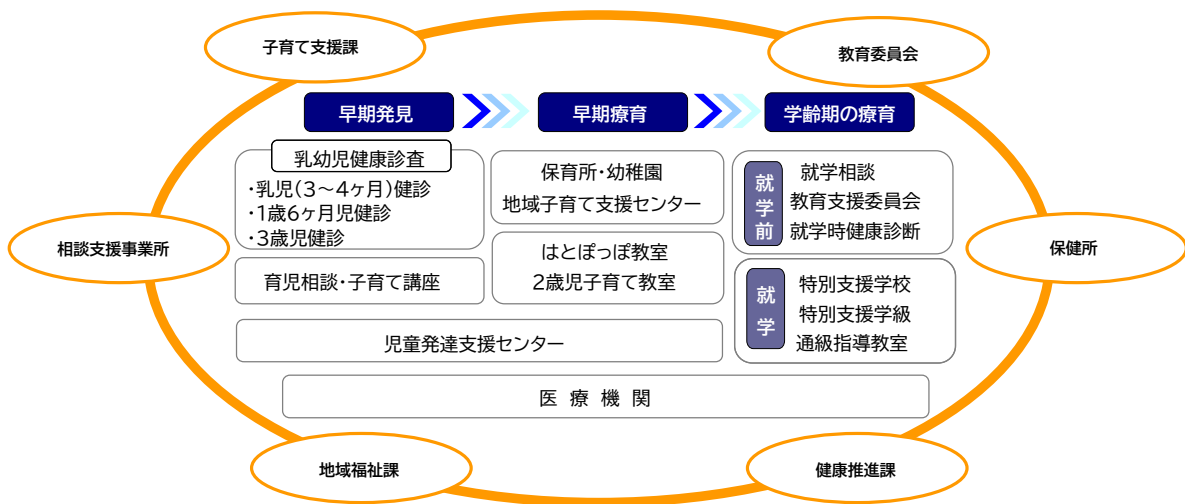 子育て支援課
教育委員会
早期発見
早期療育
学齢期の療育
乳幼児健康診査
・乳児(3~4ヶ月)健診
・1歳6ヶ月児健診
・3歳児健診
育児相談・子育て講座
保育所・幼稚園
地域子育て支援センター
はとぽっぽ教室
2歳児子育て教室
就学前
就学相談
教育支援委員会
就学時健康診断
就学
特別支援学校
特別支援学級
通級指導教室
相談支援事業所
保健所
児童発達支援センター
医療機関
地域福祉課
健康推進課